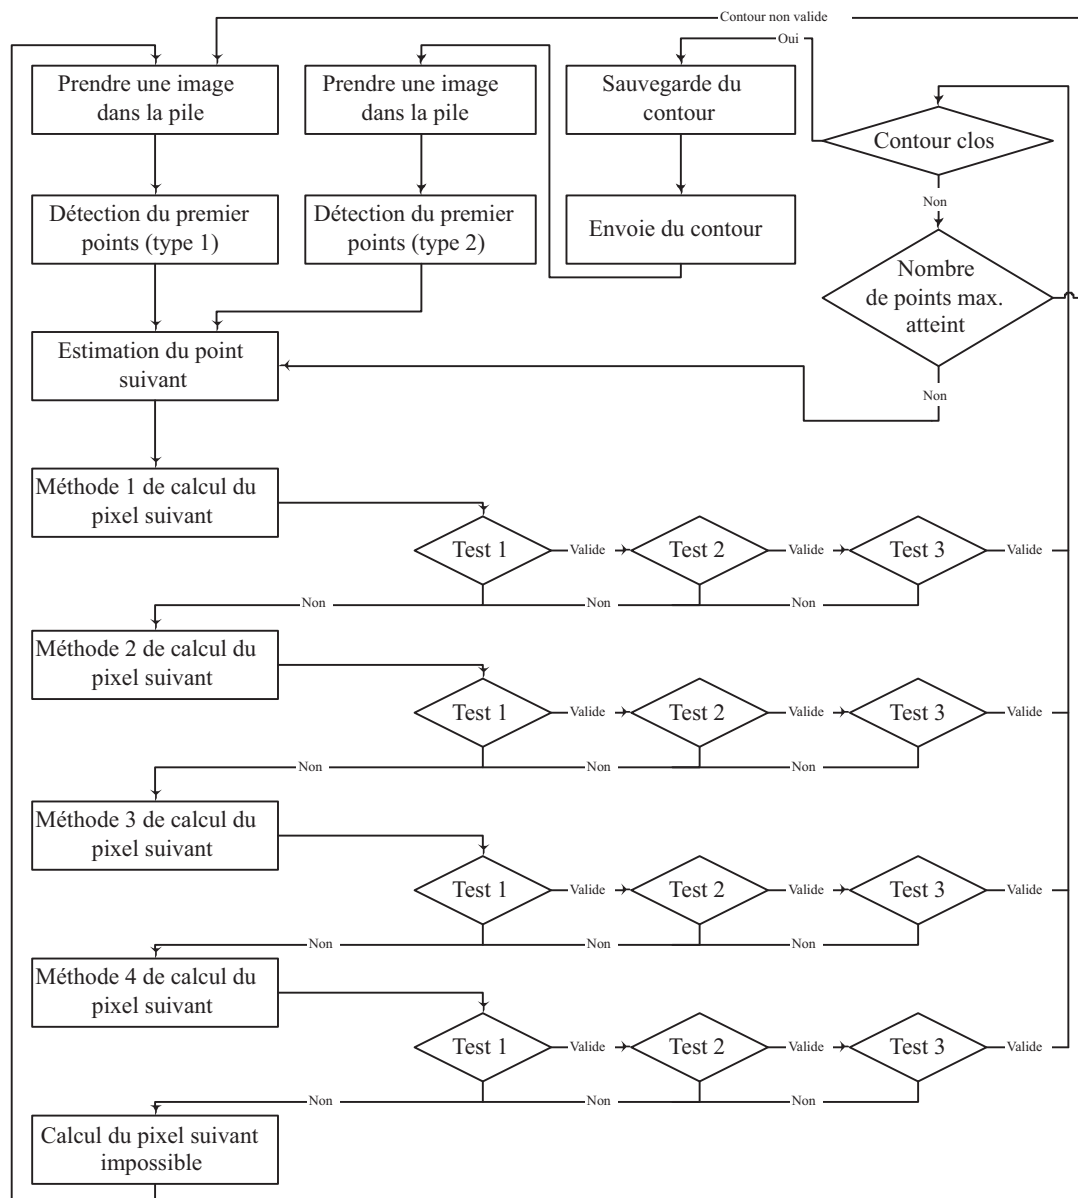 Contour non valide
Oui
Prendre une image
dans la pile
Prendre une image
dans la pile
Sauvegarde du
contour
Contour clos
Non
Détection du premier
points (type 1)
Détection du premier
points (type 2)
Envoie du contour
Nombre
de points max.
atteint
Non
Estimation du point
suivant
Méthode 1 de calcul du
pixel suivant
Test 1
Valide
Test 2
Valide
Test 3
Valide
Non
Non
Non
Méthode 2 de calcul du
pixel suivant
Test 1
Valide
Test 2
Valide
Test 3
Valide
Non
Non
Non
Méthode 3 de calcul du
pixel suivant
Test 1
Valide
Test 2
Valide
Test 3
Valide
Non
Non
Non
Méthode 4 de calcul du
pixel suivant
Test 1
Valide
Test 2
Valide
Test 3
Valide
Non
Non
Non
Calcul du pixel suivant
impossible